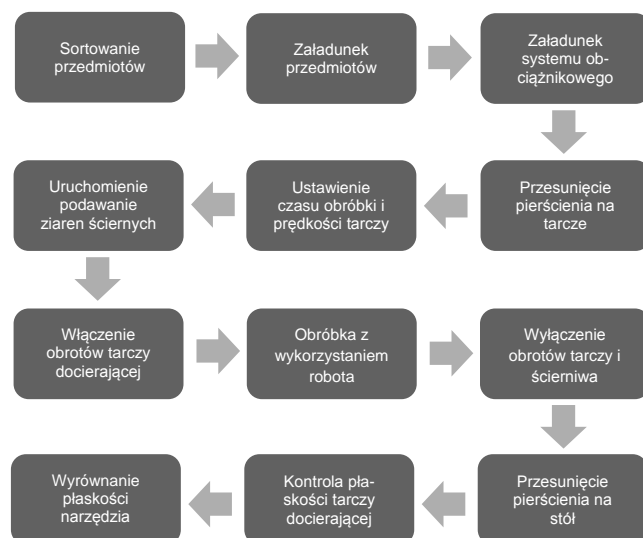 Sortowanie
przedmiotów
Załadunek
przedmiotów
Załadunek
systemu ob-
ciążnikowego
Przesunięcie
pierścienia na
tarcze
Ustawienie
czasu obróbki i
prędkości tarczy
Uruchomienie
podawanie
ziaren ściernych
Włączenie
obrotów tarczy
docierającej
Obróbka z
wykorzystaniem
robota
Wyłączenie
obrotów tarczy i
ścierniwa
Przesunięcie
pierścienia na
stół
Kontrola pła-
skości tarczy
docierającej
Wyrównanie
płaskości
narzędzia